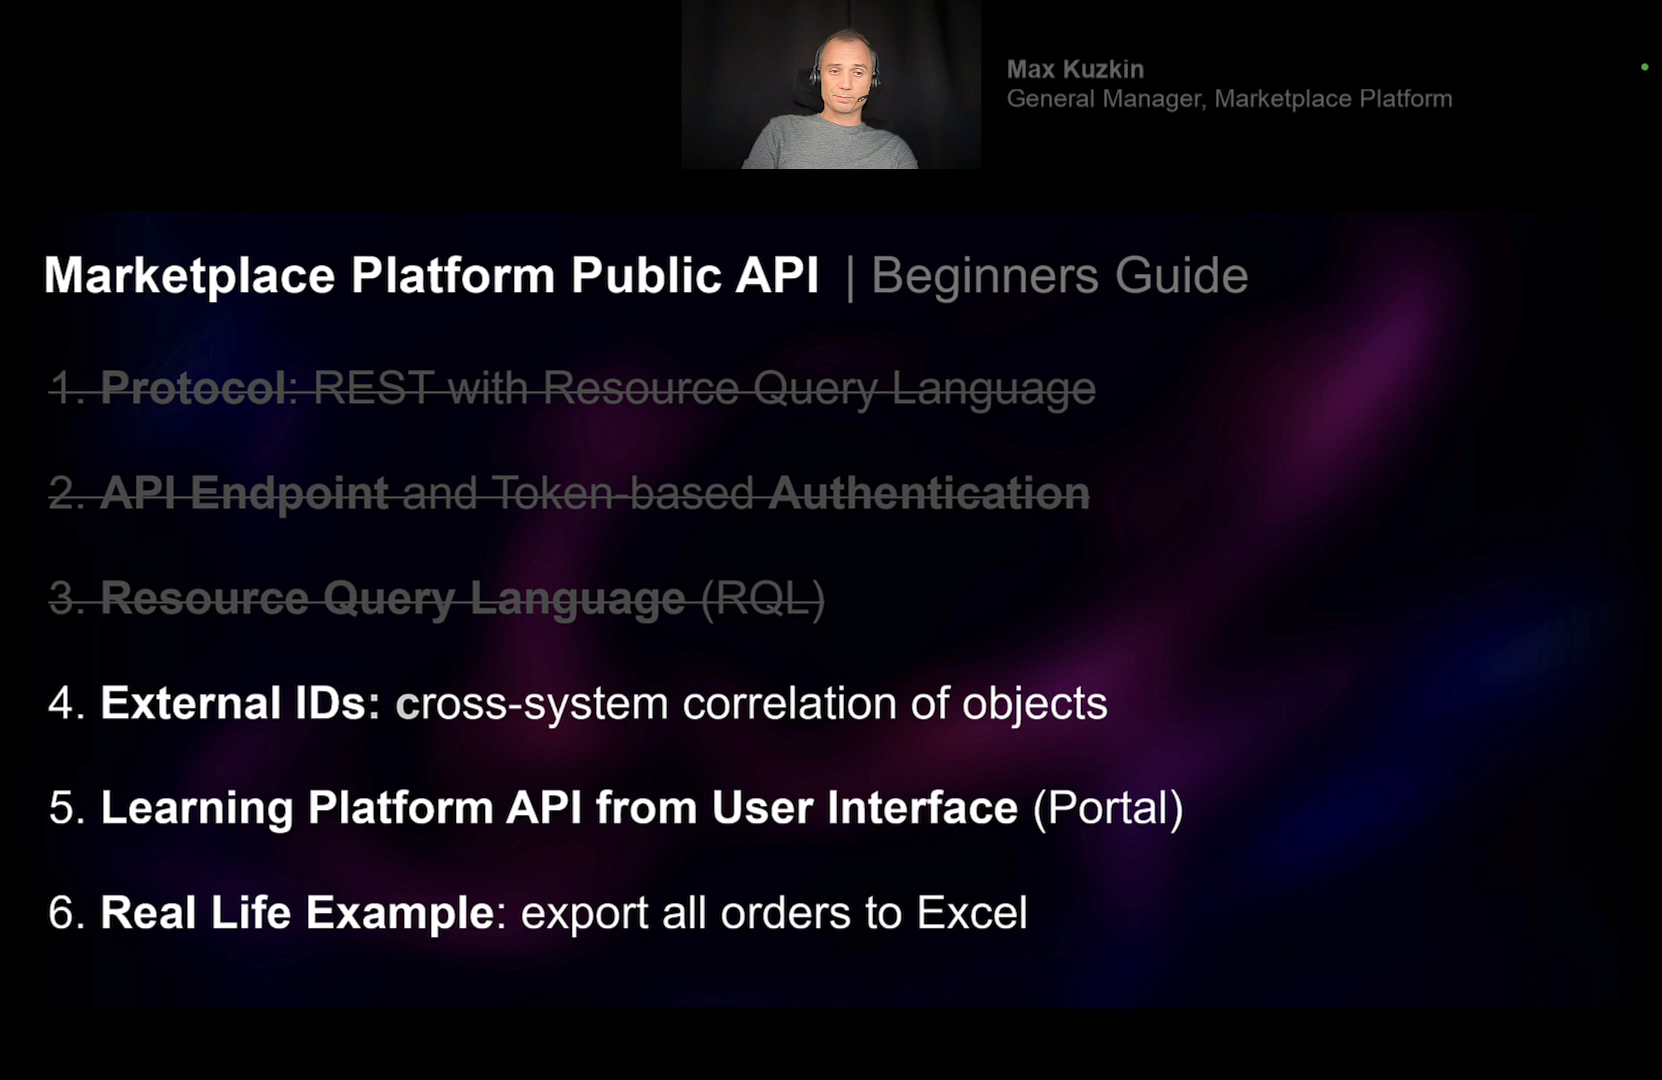 Max Kuzkin
General Manager, Marketplace Platform
Marketplace Platform Public API | Beginners Guide
1. Protocol: REST with Resource Query Language
2. API Endpoint and Token-based Authentication
3. Resource Query Language (RQL)
4. External IDs: cross-system correlation of objects
5. Learning Platform API from User Interface (Portal)
6. Real Life Example: export all orders to Excel